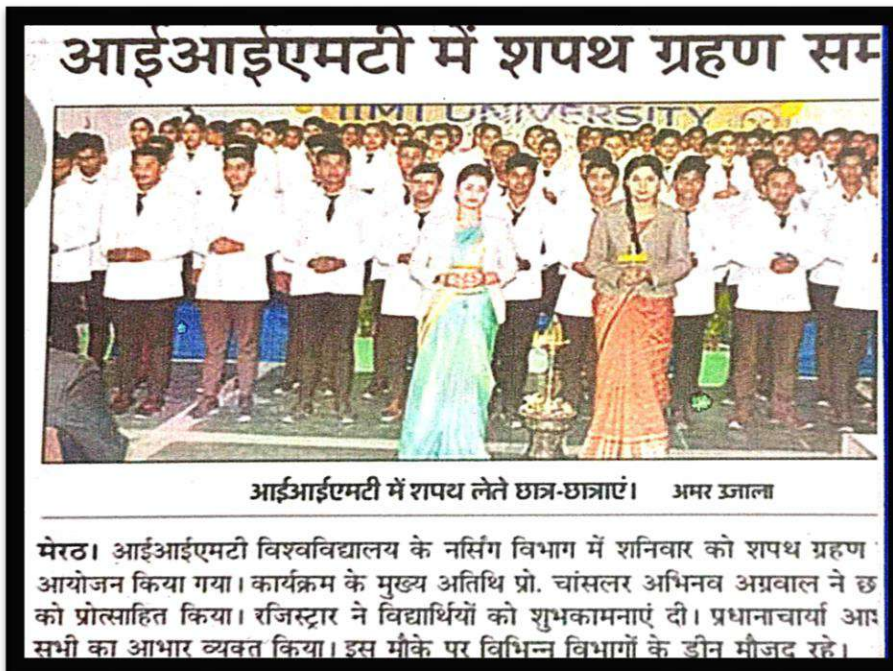 आईआईएमटी में शपथ ग्रहण सम
IIMT UNIVERSITY
आईआईएमटी में शपथ लेते छात्र-छात्राएं। अमर उजाला
मेरठ। आईआईएमटी विश्वविद्यालय के नर्सिंग विभाग में शनिवार को शपथ ग्रहण
आयोजन किया गया। कार्यक्रम के मुख्य अतिथि प्रो. चांसलर अभिनव अग्रवाल ने छ
को प्रोत्साहित किया। रजिस्ट्रार ने विद्यार्थियों को शुभकामनाएं दी। प्रधानाचार्या
सभी का आभार व्यक्त किया। इस मौके पर विभिन्न विभागों के डीन मौजूद रहे।